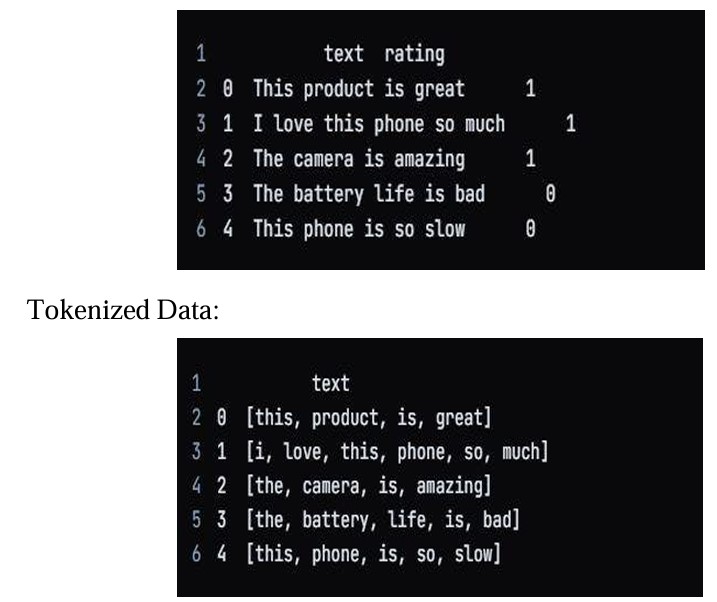 1 text rating
2 0 This product is great 1
3 1 I love this phone so much 1
4 2 The camera is amazing 1
5 3 The battery life is bad 0
6 4 This phone is so slow 0
Tokenized Data:
1 text
2 0 [this, product, is, great]
3 1 [i, love, this, phone, so, much]
4 2 [the, camera, is, amazing]
5 3 [the, battery, life, is, bad]
6 4 [this, phone, is, so, slow]